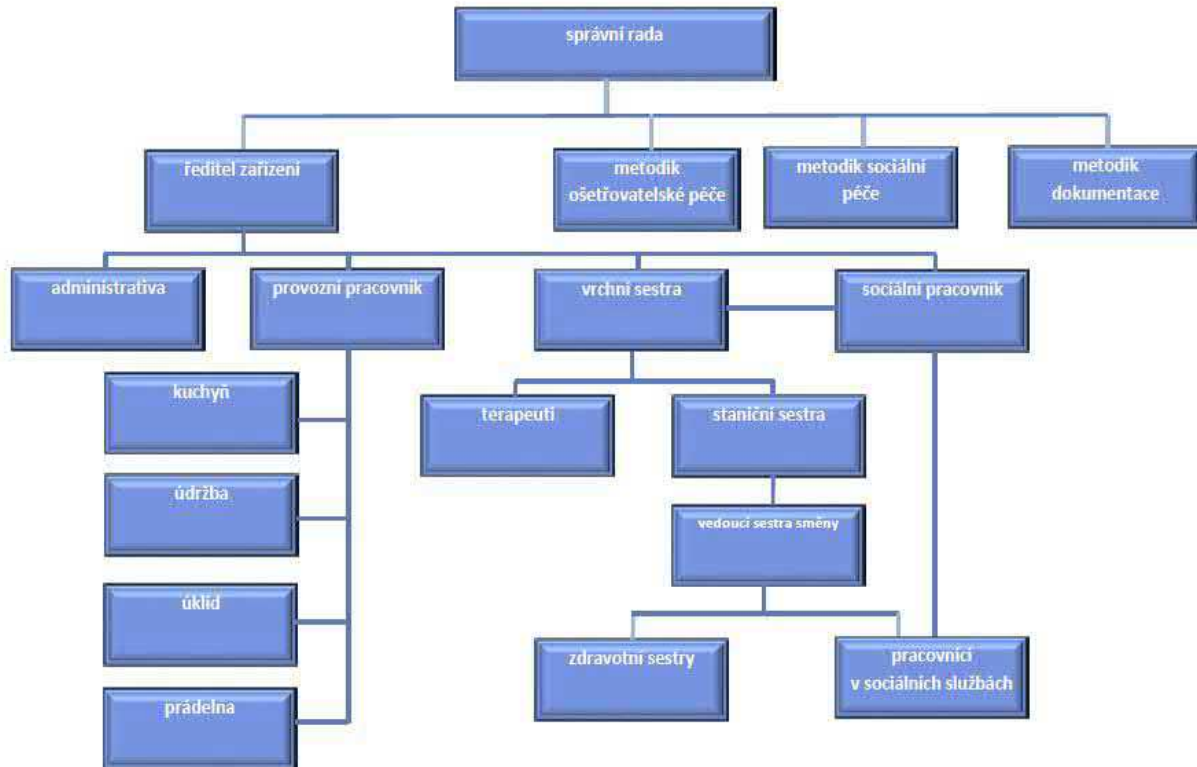 správní rada
ředitel zařízení
metodik
ošetřovatelské péče
metodik sociální
péče
metodik
dokumentace
administrativa
provozní pracovník
vrchní sestra
sociální pracovník
kuchyň
terapeuti
staniční sestra
údržba
vedoucí sestra směny
úklid
zdravotní sestry
pracovníci
v sociálních službách
prádelna